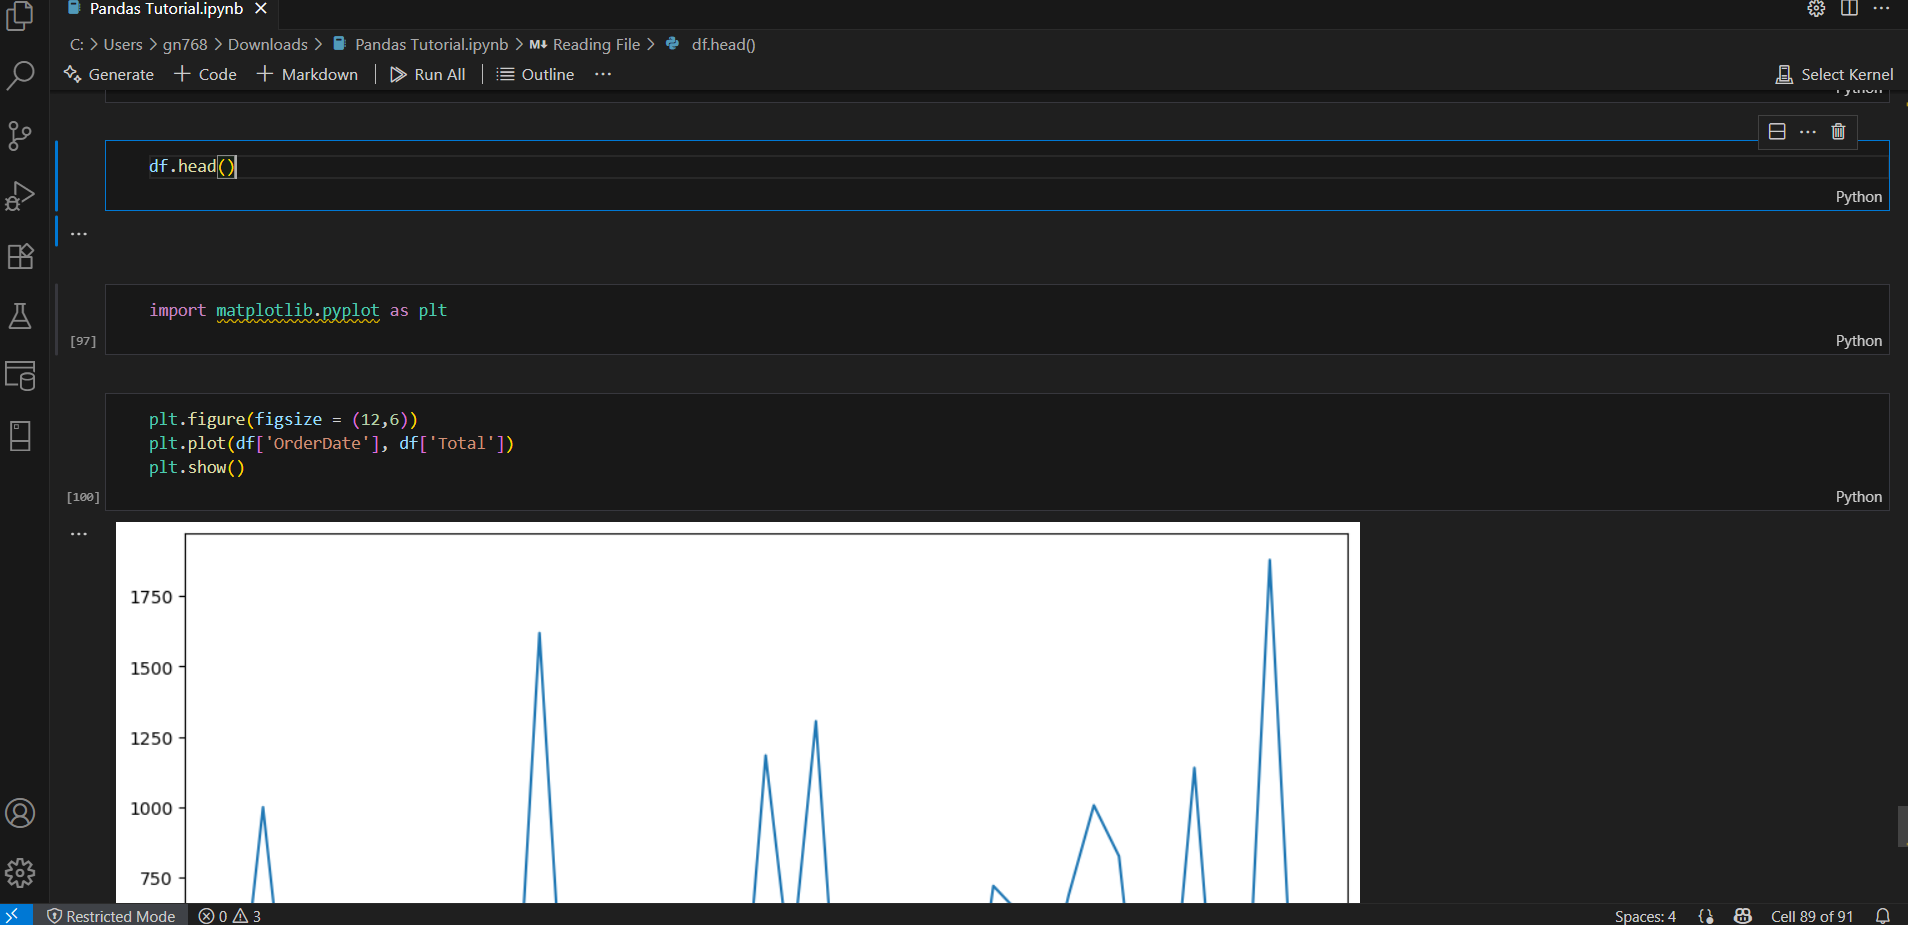 Pandas Tutorial.ipynb
C: > Users > gn768 > Downloads > Pandas Tutorial.ipynb > M↓ Reading File > df.head()
Generate + Code + Markdown Run All Outline ... Select Kernel
Python
df.head()
Python
...
import matplotlib.pyplot as plt
[97] Python
plt.figure(figsize = (12,6))
plt.plot(df['OrderDate'], df['Total'])
plt.show()
[100] Python
...
1750
1500
1250
1000
750
Restricted Mode 0 3 Spaces: 4 Cell 89 of 91